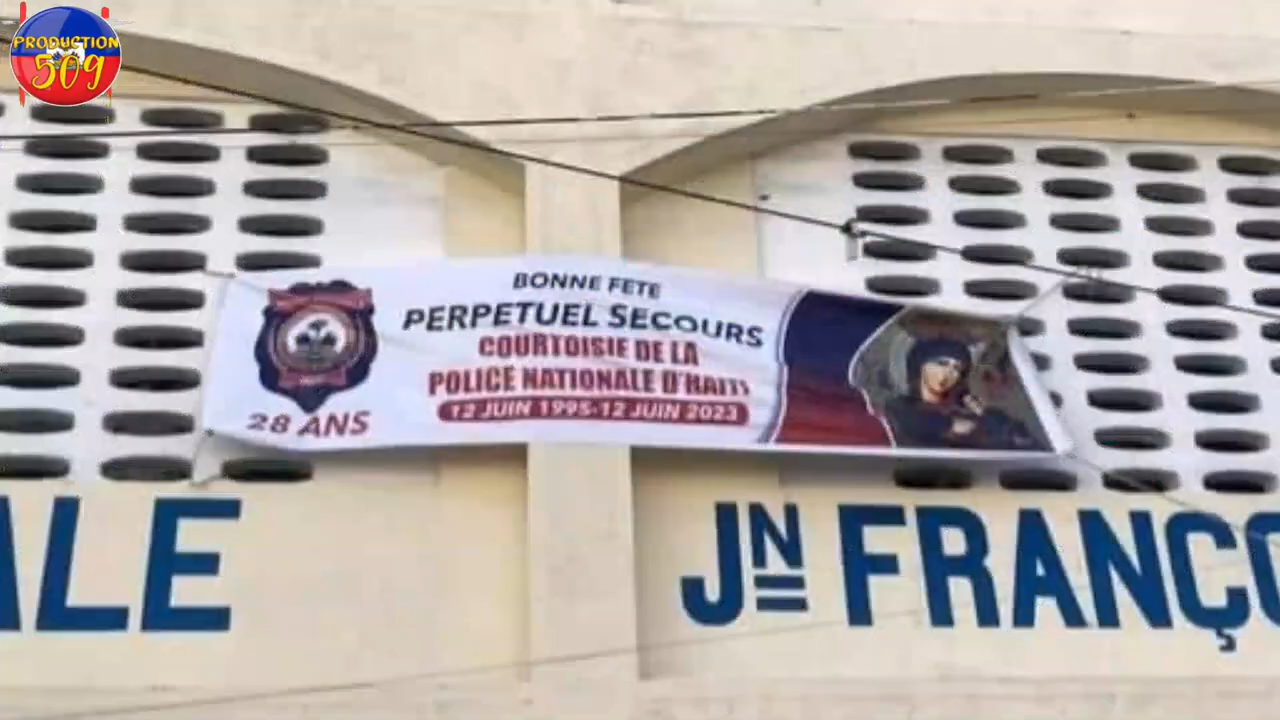 PRODUCTION
509
BONNE FETE
PERPETUEL SECOURS
COURTOISIE DE LA
POLICE NATIONALE D'HAITI
12 JUIN 1995-12 JUIN 2023
28 ANS
ALE
JN FRANÇO